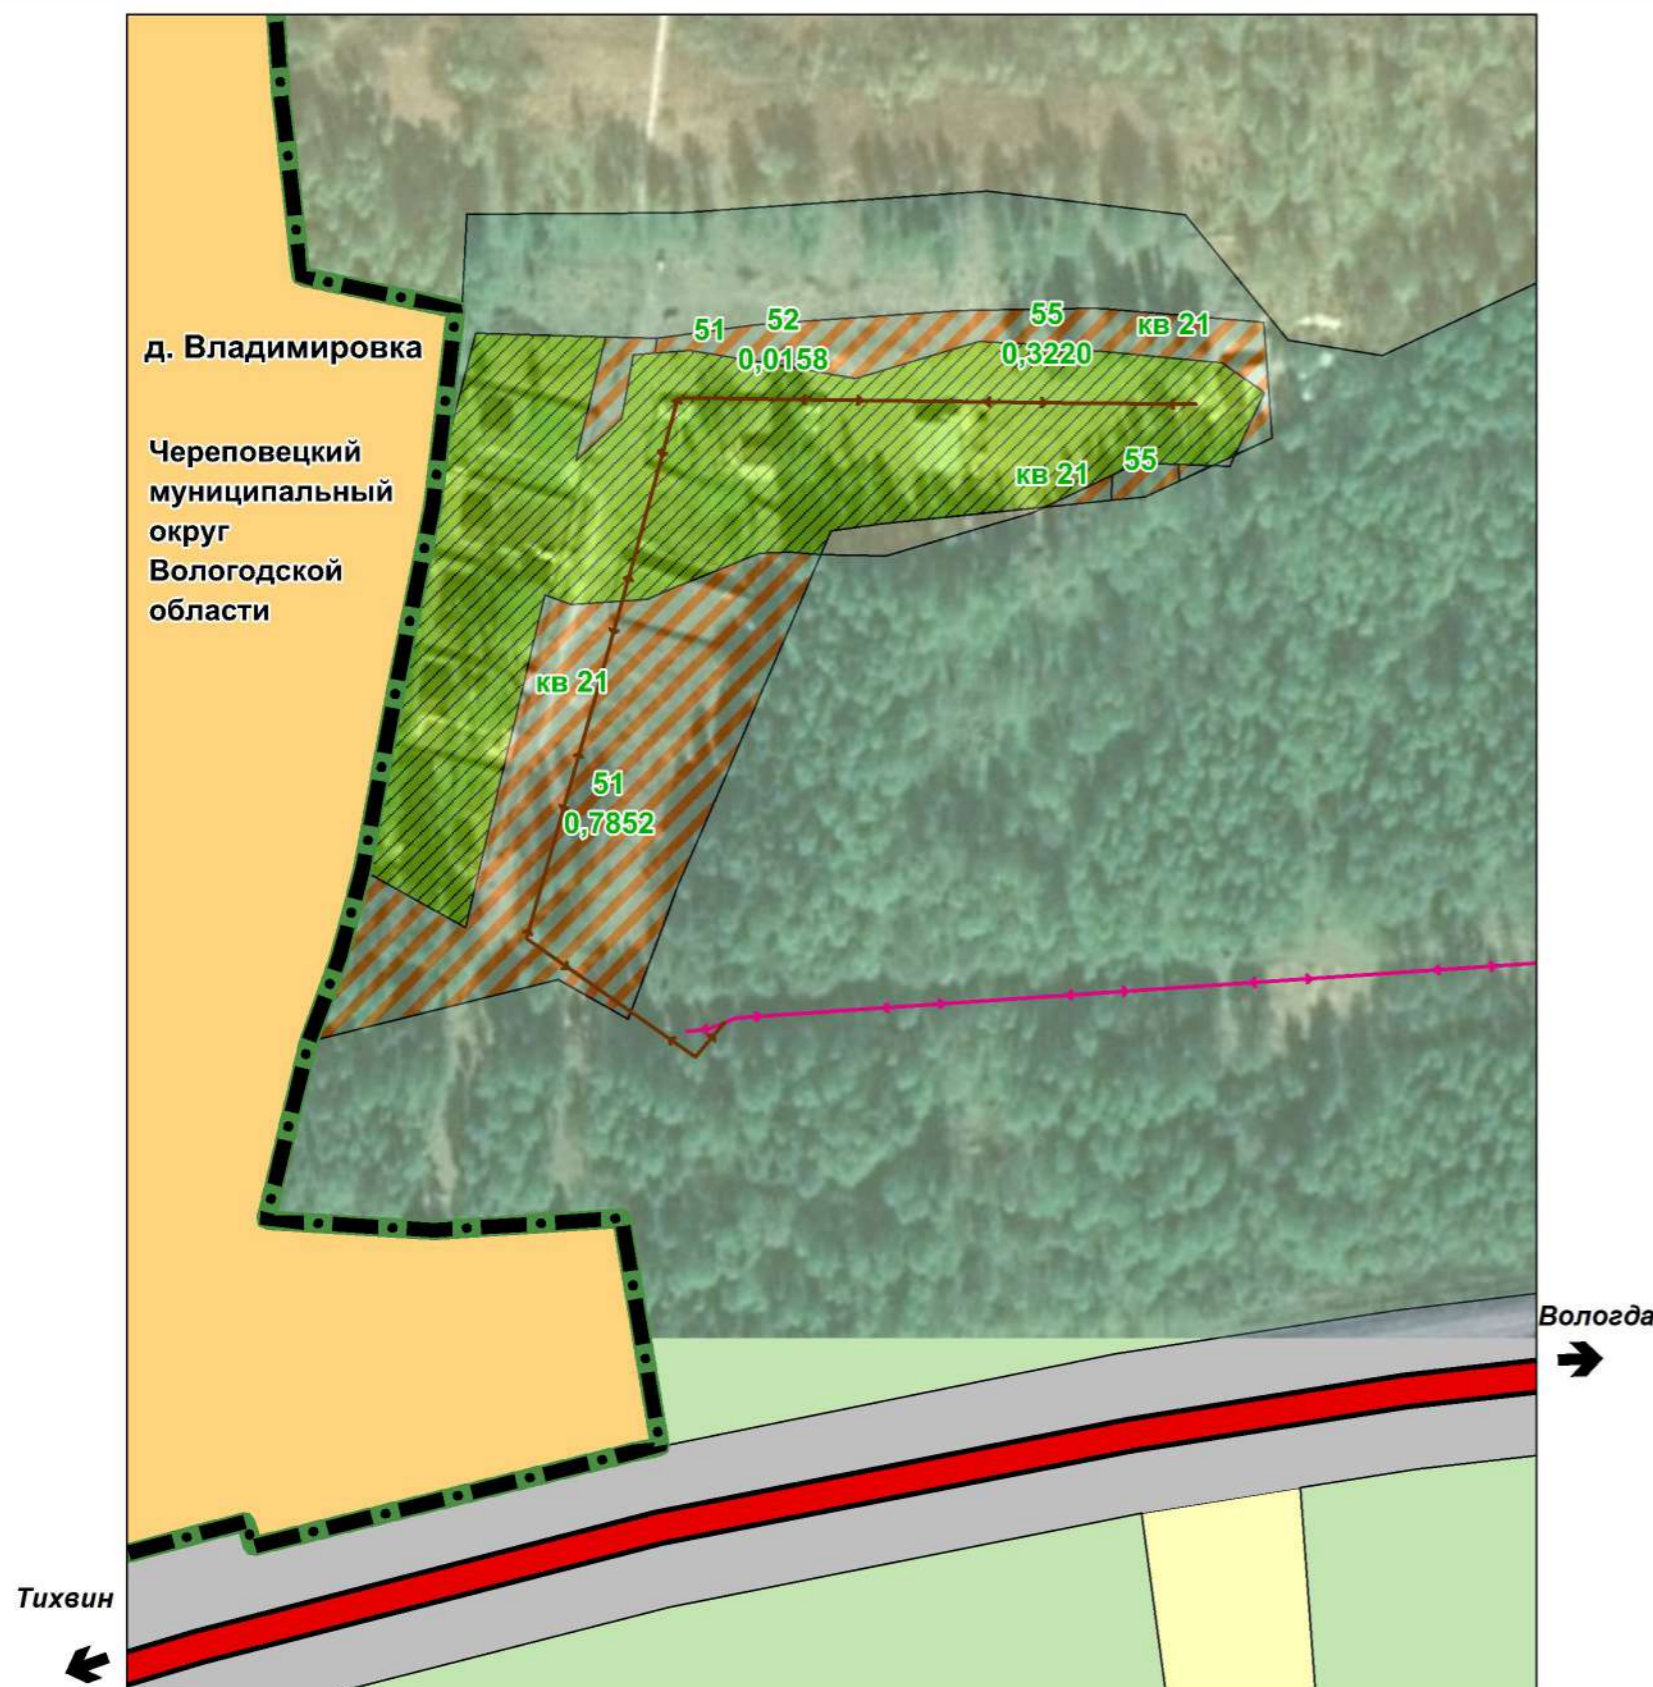 51
52
55
кв 21
0,0158
0,3220
д. Владимировка
Череповецкий
муниципальный
округ
Вологодской
области
кв 21
55
кв 21
51
0,7852
Вологда
Тихвин